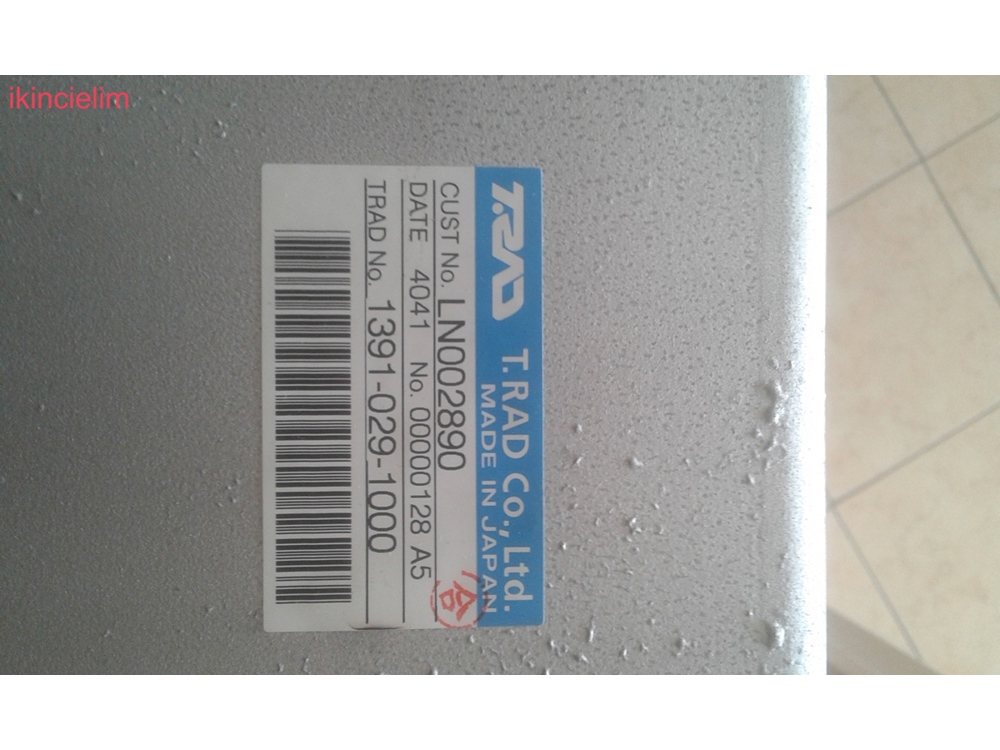 ikincielim
T.RAD T.RAD Co., Ltd.
MADE IN JAPAN
CUST No. LN002890
DATE 4041 No. 00000128 A5
TRAD No. 1391-029-1000
合